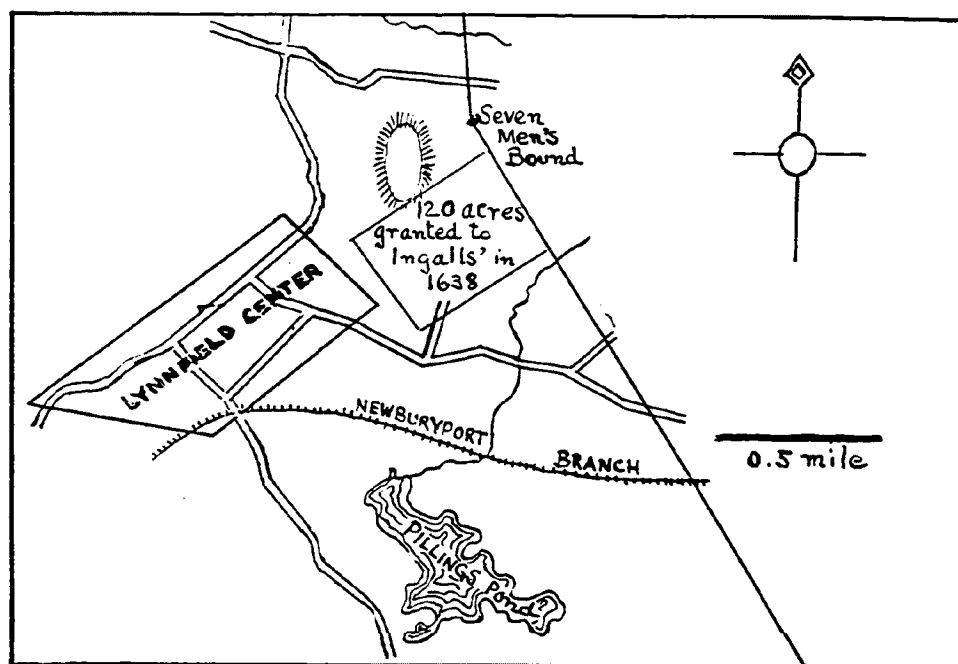 Seven
Men's
Bound
120 acres
granted to
Ingalls' in
1638
LYNNFIELD CENTER
NEWBURYPORT
BRANCH
0.5 mile
PILLINGS Pond